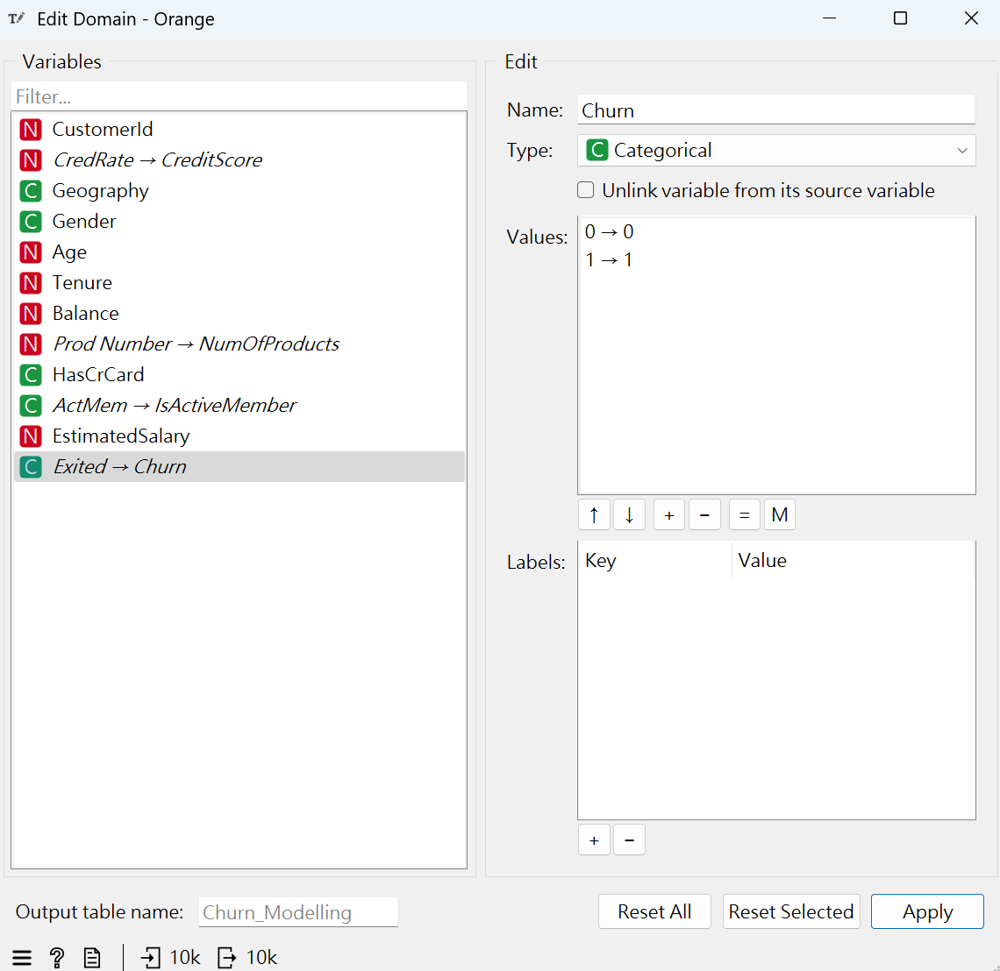 Edit Domain - Orange
Variables
Filter...
N CustomerId
N CredRate → CreditScore
C Geography
C Gender
N Age
N Tenure
N Balance
N Prod Number → NumOfProducts
C HasCrCard
C ActMem → IsActiveMember
N EstimatedSalary
C Exited → Churn
Edit
Name: Churn
Type: C Categorical
Unlink variable from its source variable
Values: 0 → 0
1 → 1
↑ ↓ + − = M
Labels: Key Value
+ −
Output table name: Churn_Modelling
Reset All Reset Selected Apply
? 10k 10k